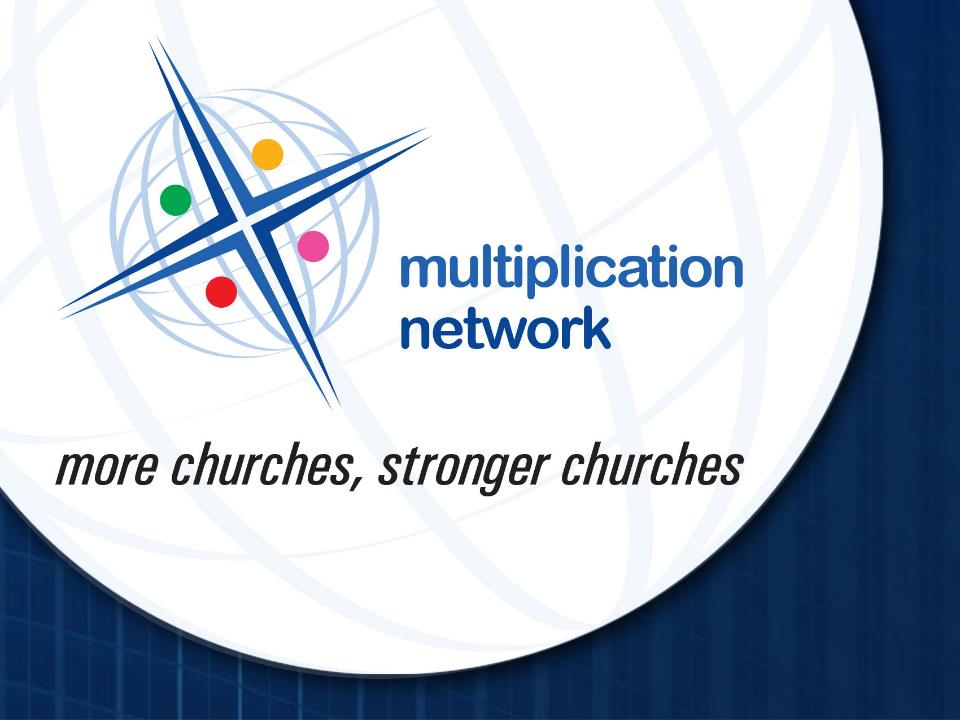 multiplication
network
more churches, stronger churches